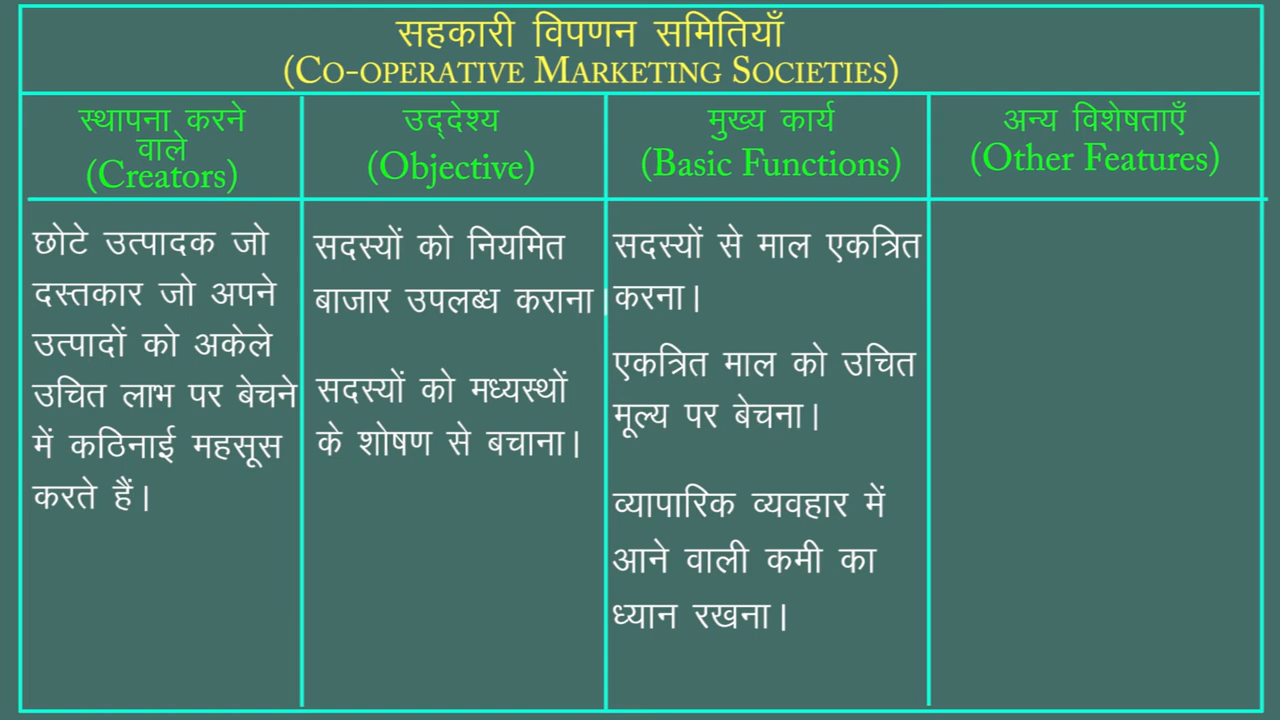 सहकारी विपणन समितियाँ
(CO-OPERATIVE MARKETING SOCIETIES)
स्थापना करने
वाले
(Creators)
उद्देश्य
(Objective)
मुख्य कार्य
(Basic Functions)
अन्य विशेषताएँ
(Other Features)
छोटे उत्पादक जो
दस्तकार जो अपने
उत्पादों को अकेले
उचित लाभ पर बेचने
में कठिनाई महसूस
करते हैं।
सदस्यों को नियमित
बाजार उपलब्ध कराना।
सदस्यों को मध्यस्थों
के शोषण से बचाना।
सदस्यों से माल एकत्रित
करना।
एकत्रित माल को उचित
मूल्य पर बेचना।
व्यापारिक व्यवहार में
आने वाली कमी का
ध्यान रखना।